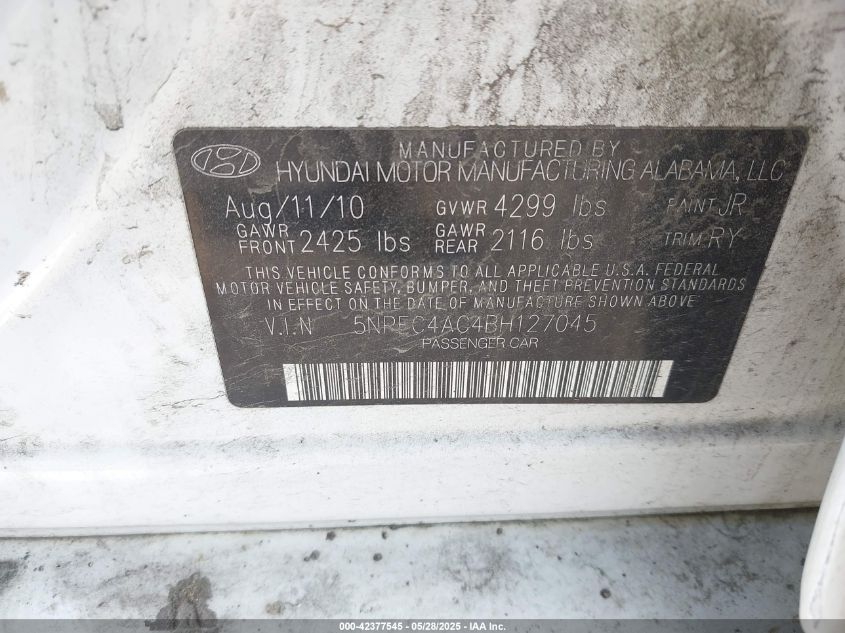 MANUFACTURED BY
HYUNDAI MOTOR MANUFACTURING ALABAMA, LLC
Aug/11/10 GVWR 4299 lbs PAINT JR
GAWR FRONT 2425 lbs GAWR REAR 2116 lbs TRIM RY
THIS VEHICLE CONFORMS TO ALL APPLICABLE U.S.A. FEDERAL
MOTOR VEHICLE SAFETY, BUMPER, AND THEFT PREVENTION STANDARDS
IN EFFECT ON THE DATE OF MANUFACTURE SHOWN ABOVE.
V.I.N 5NPEC4AC4BH127045
PASSENGER CAR
000-42377545 — 05/28/2025 — IAA Inc.